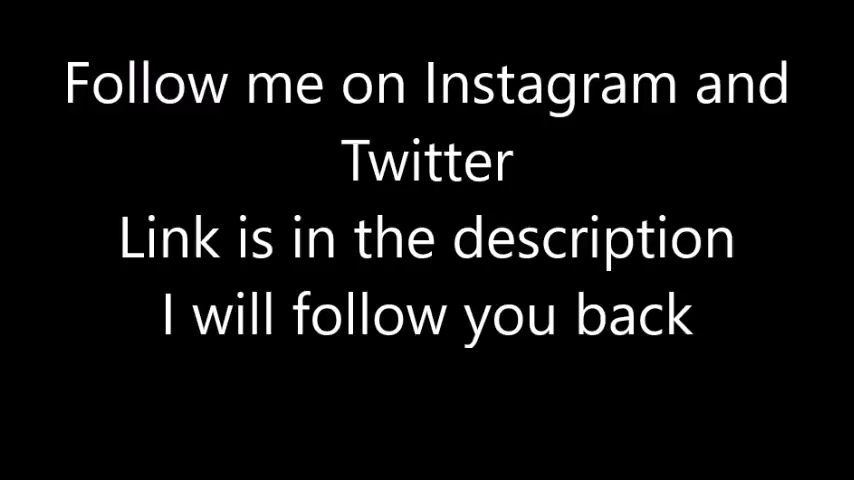 Follow me on Instagram and
Twitter
Link is in the description
I will follow you back